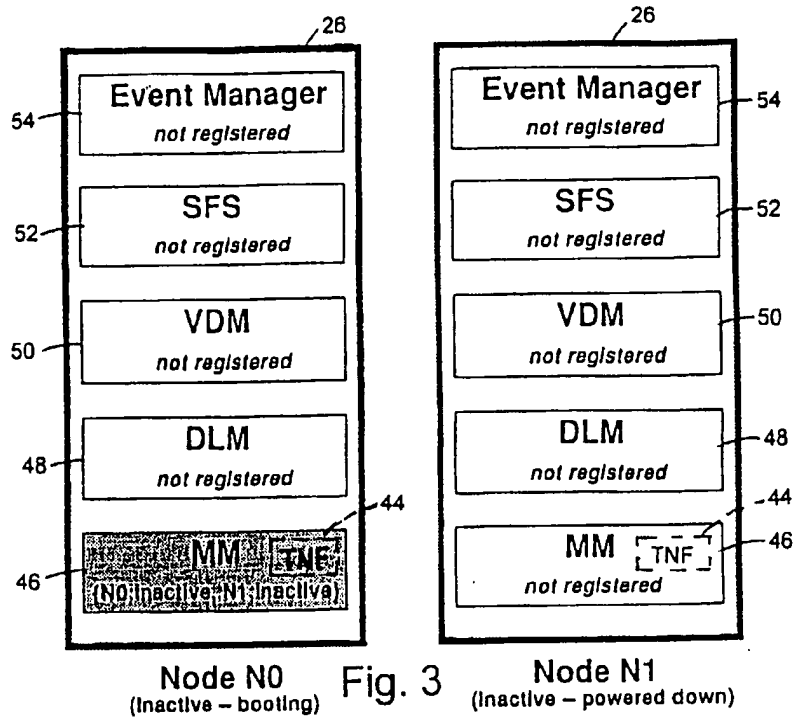 26
Event Manager
not registered
54
SFS
not registered
52
VDM
not registered
50
DLM
not registered
48
44
MM
TNF
(N0:Inactive, N1:Inactive)
46
Node N0
(Inactive – booting)
26
Event Manager
not registered
54
SFS
not registered
52
VDM
not registered
50
DLM
not registered
48
44
MM
TNF
not registered
46
Node N1
(Inactive – powered down)
Fig. 3